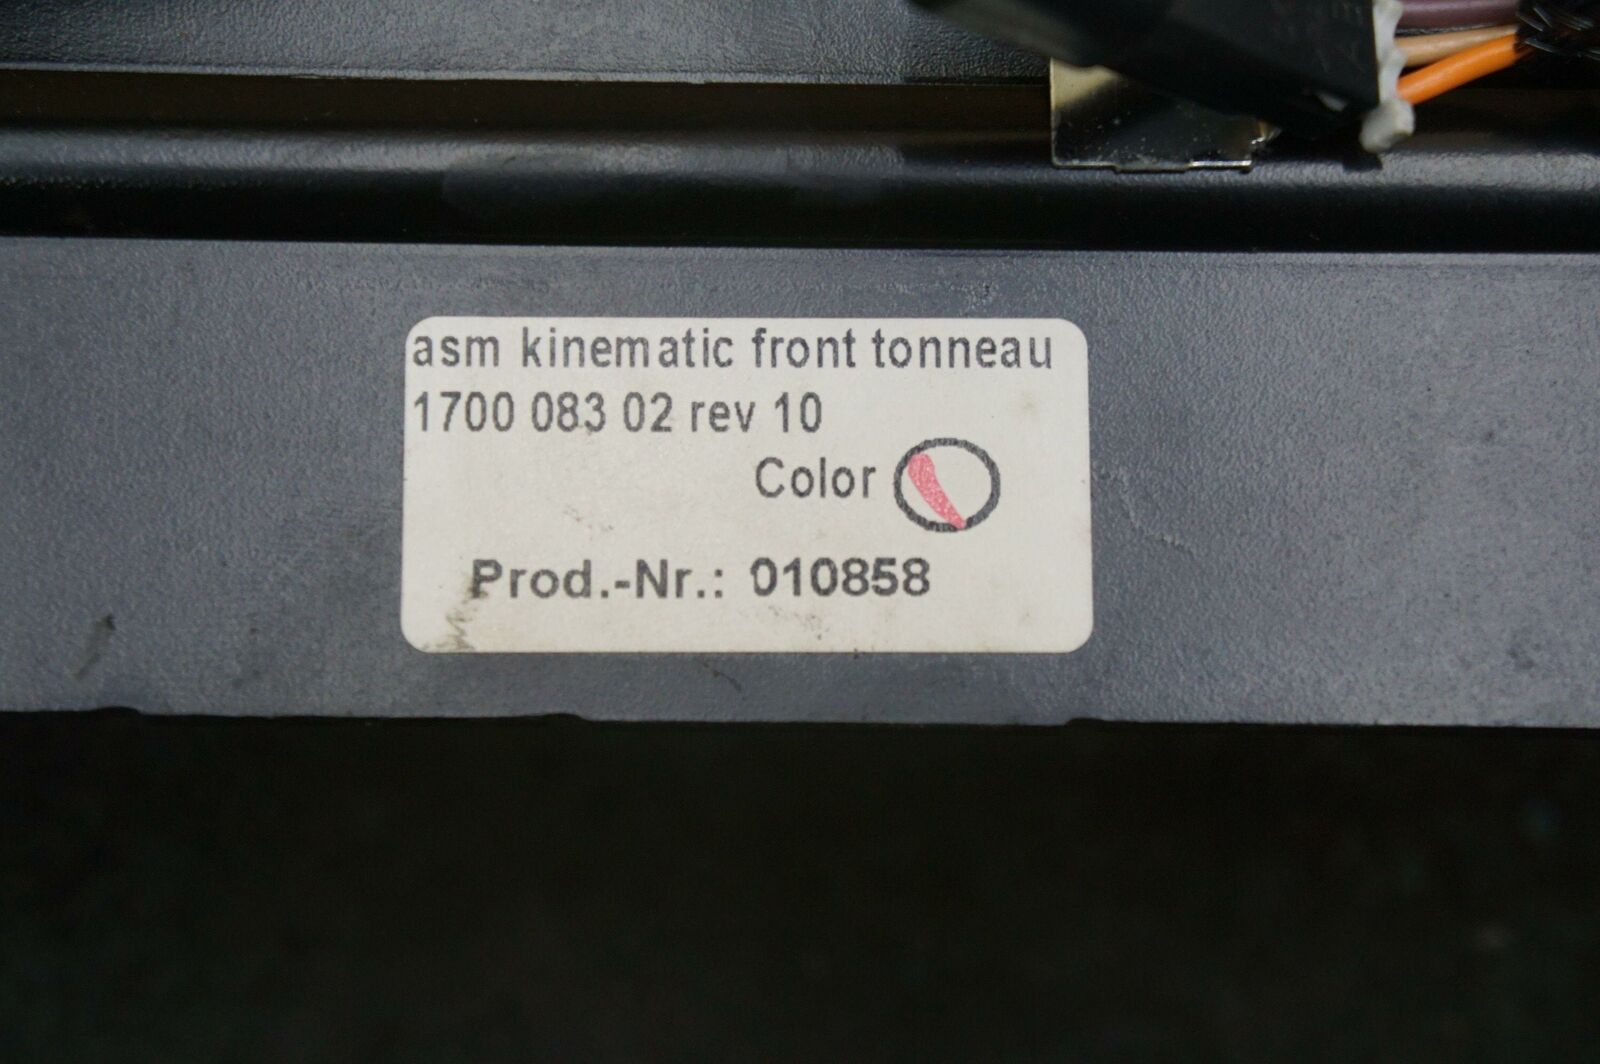 asm kinematic front tonneau
1700 083 02 rev 10
Color
Prod.-Nr.: 010858